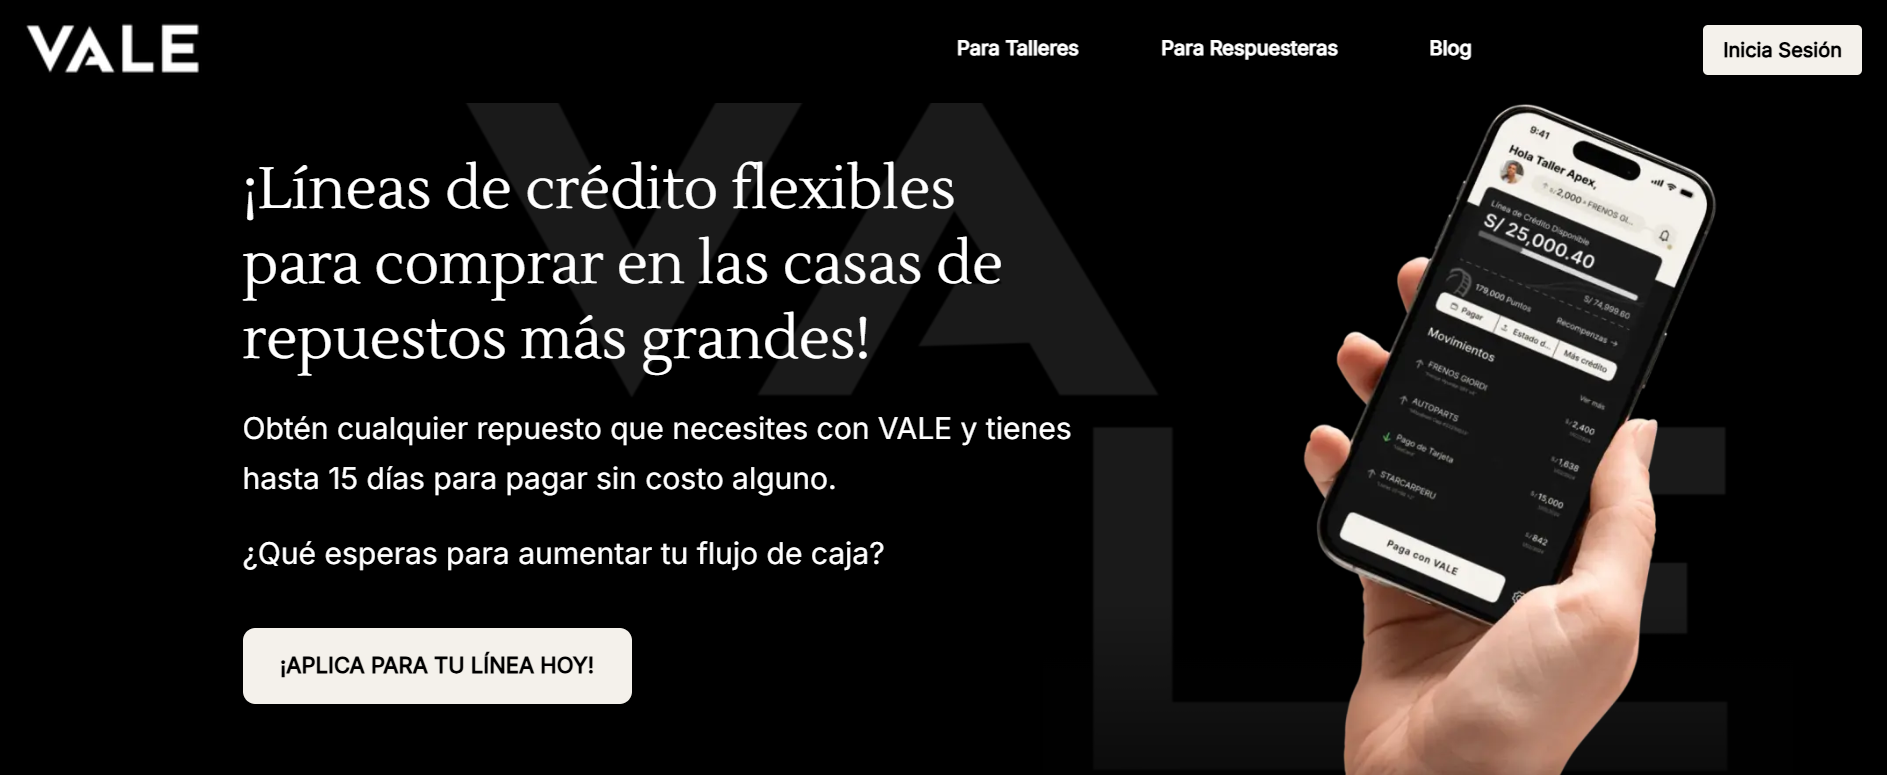 VALE
Para Talleres
Para Respuesteras
Blog
Inicia Sesión
¡Líneas de crédito flexibles
para comprar en las casas de
repuestos más grandes!
Obtén cualquier repuesto que necesites con VALE y tienes
hasta 15 días para pagar sin costo alguno.
¿Qué esperas para aumentar tu flujo de caja?
¡APLICA PARA TU LÍNEA HOY!
VALE
9:41
Hola Taller Apex,
S/ 2,000 • FRENOS GI...
Línea de Crédito Disponible
S/ 25,000.40
S/ 74,999.60
179,000 Puntos
Recompensas →
Pagar
Estado d...
Más crédito
Movimientos
Ver más
FRENOS GIORDI
S/ 2,400
AUTOPARTS
S/ 1,638
Pago de Tarjeta
S/ 15,000
STARCARPERU
S/ 842
Paga con VALE